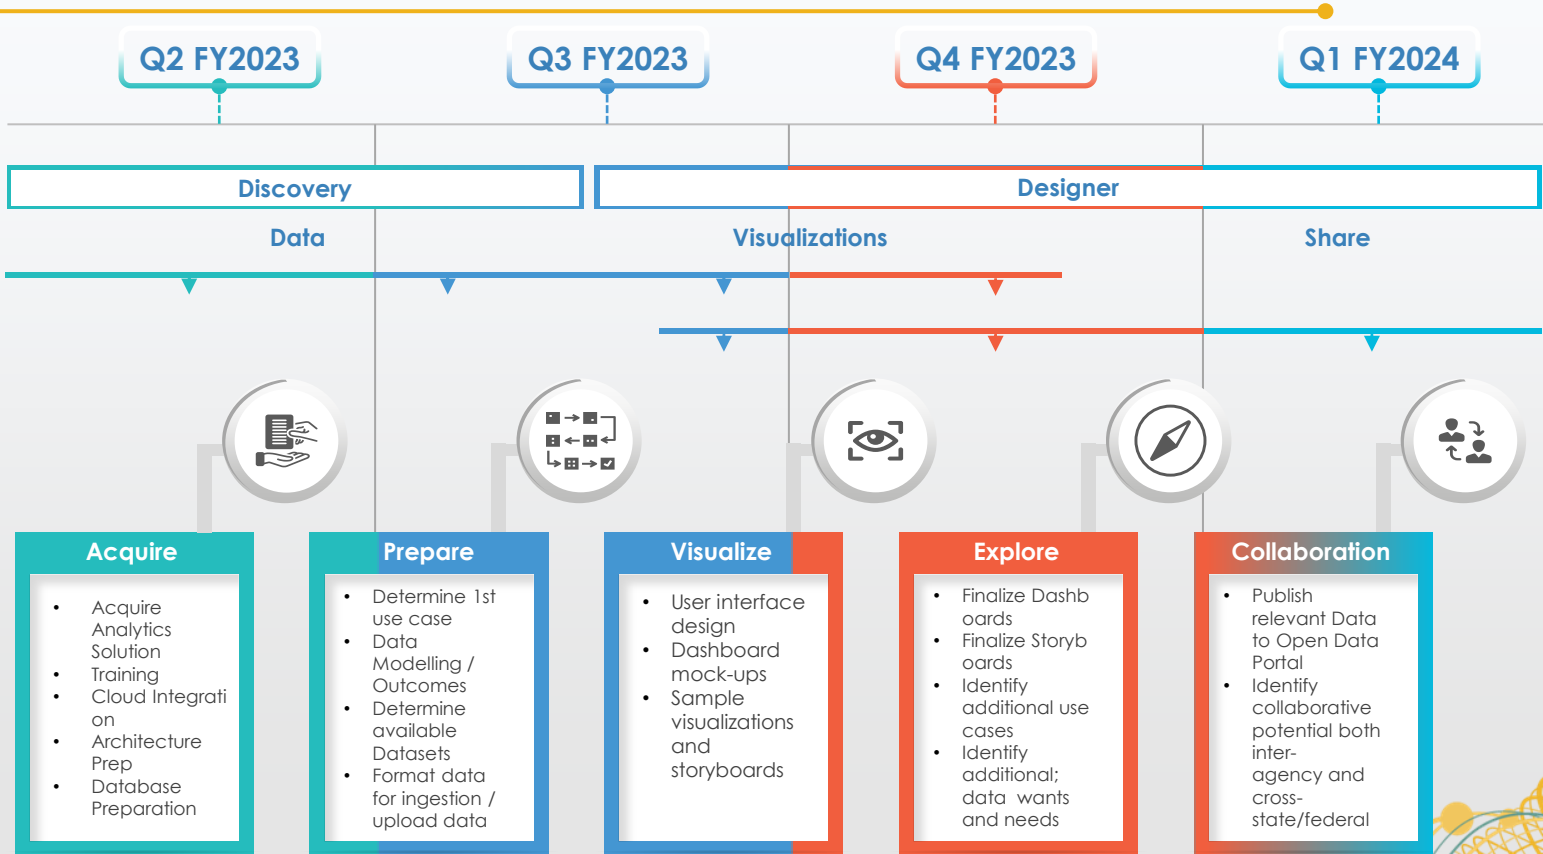 Q2 FY2023
Q3 FY2023
Q4 FY2023
Q1 FY2024
Discovery
Designer
Data
Visualizations
Share
Acquire
• Acquire
Analytics
Solution
• Training
• Cloud Integrati
on
• Architecture
Prep
• Database
Preparation
Prepare
• Determine 1st
use case
• Data
Modelling /
Outcomes
• Determine
available
Datasets
• Format data
for ingestion /
upload data
Visualize
• User interface
design
• Dashboard
mock-ups
• Sample
visualizations
and
storyboards
Explore
• Finalize Dashb
oards
• Finalize Storyb
oards
• Identify
additional use
cases
• Identify
additional;
data wants
and needs
Collaboration
• Publish
relevant Data
to Open Data
Portal
• Identify
collaborative
potential both
inter-
agency and
cross-
state/federal